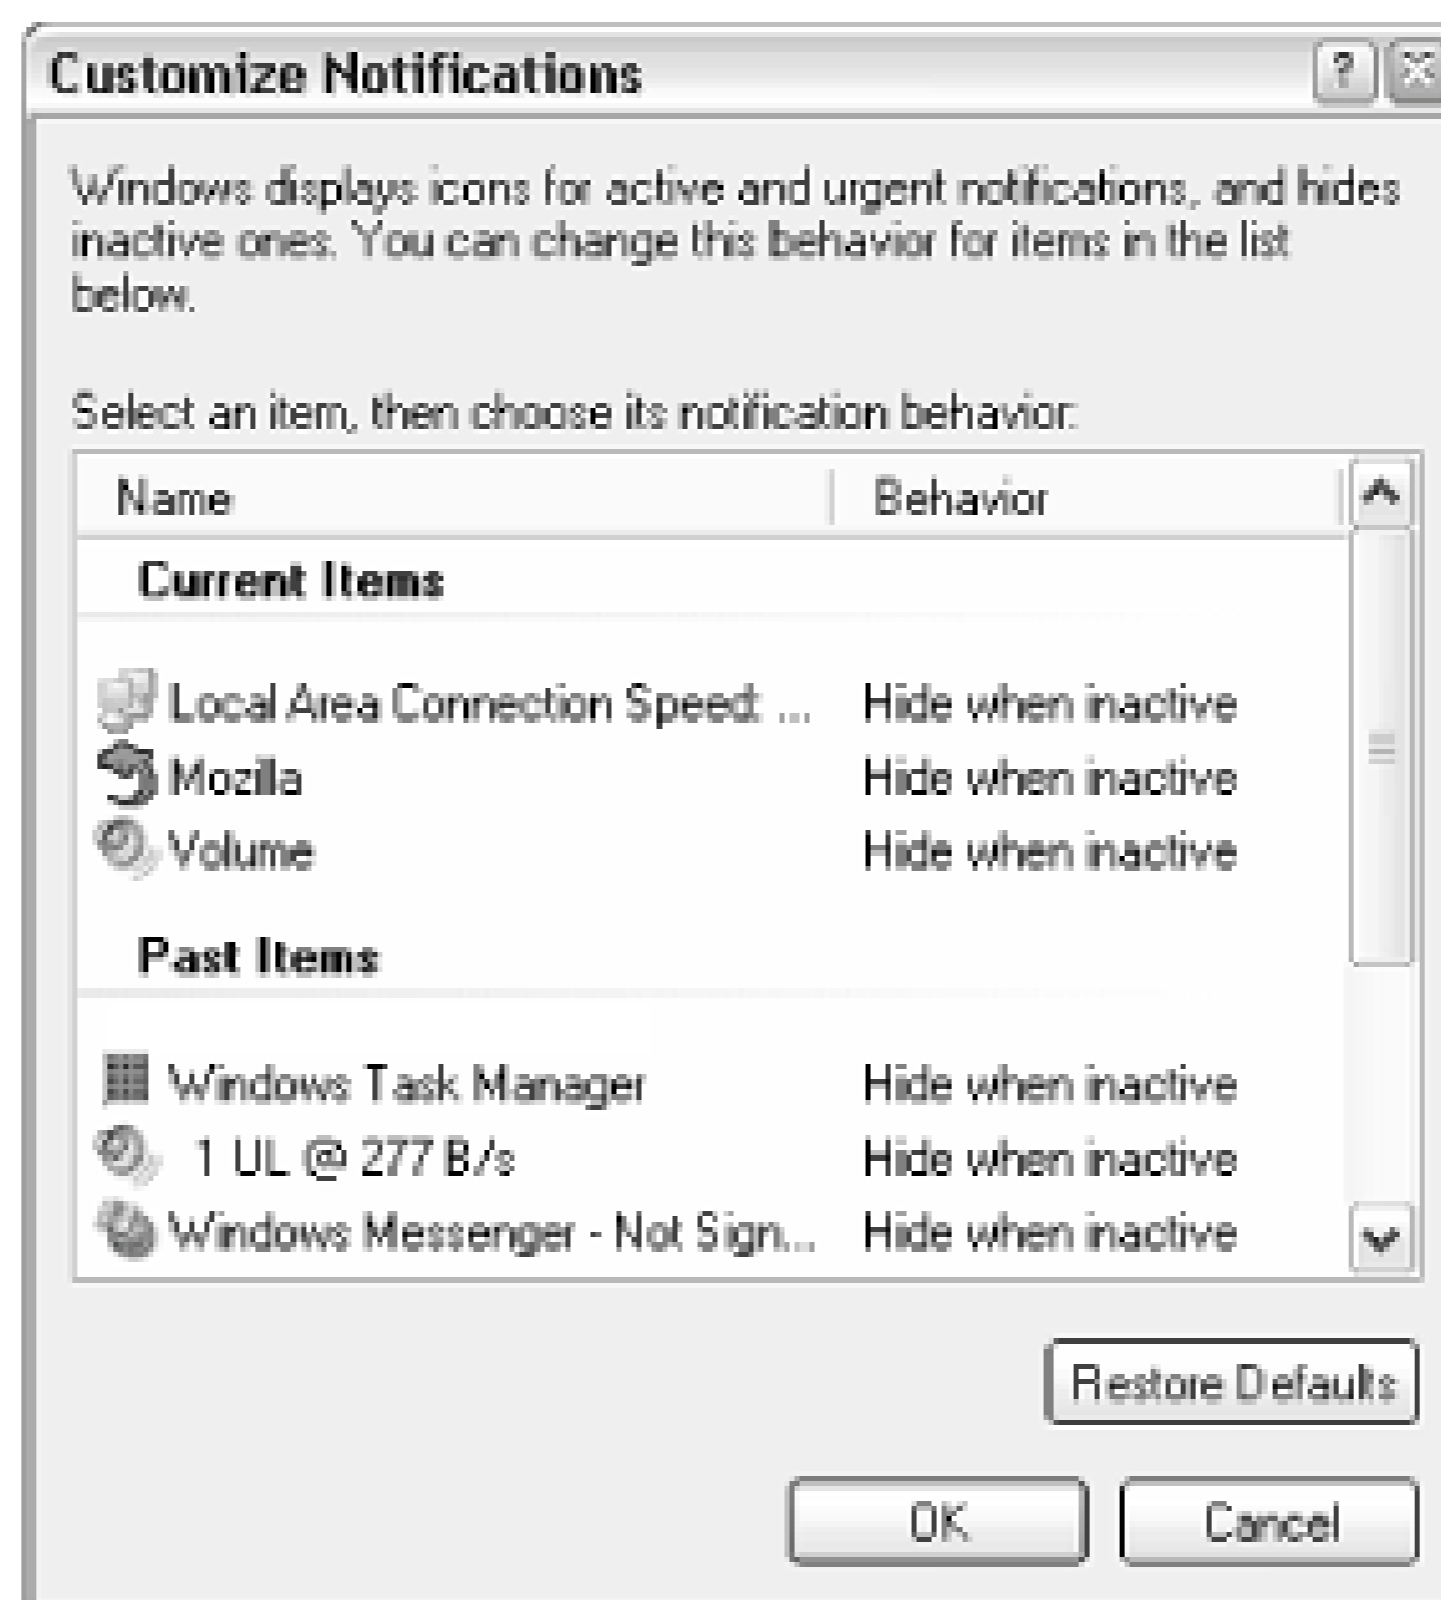 Customize Notifications
Windows displays icons for active and urgent notifications, and hides
inactive ones. You can change this behavior for items in the list
below.
Select an item, then choose its notification behavior:
Name Behavior
Current Items
Local Area Connection Speed: ... Hide when inactive
Mozilla Hide when inactive
Volume Hide when inactive
Past Items
Windows Task Manager Hide when inactive
1 UL @ 277 B/s Hide when inactive
Windows Messenger - Not Sign... Hide when inactive
Restore Defaults
OK Cancel